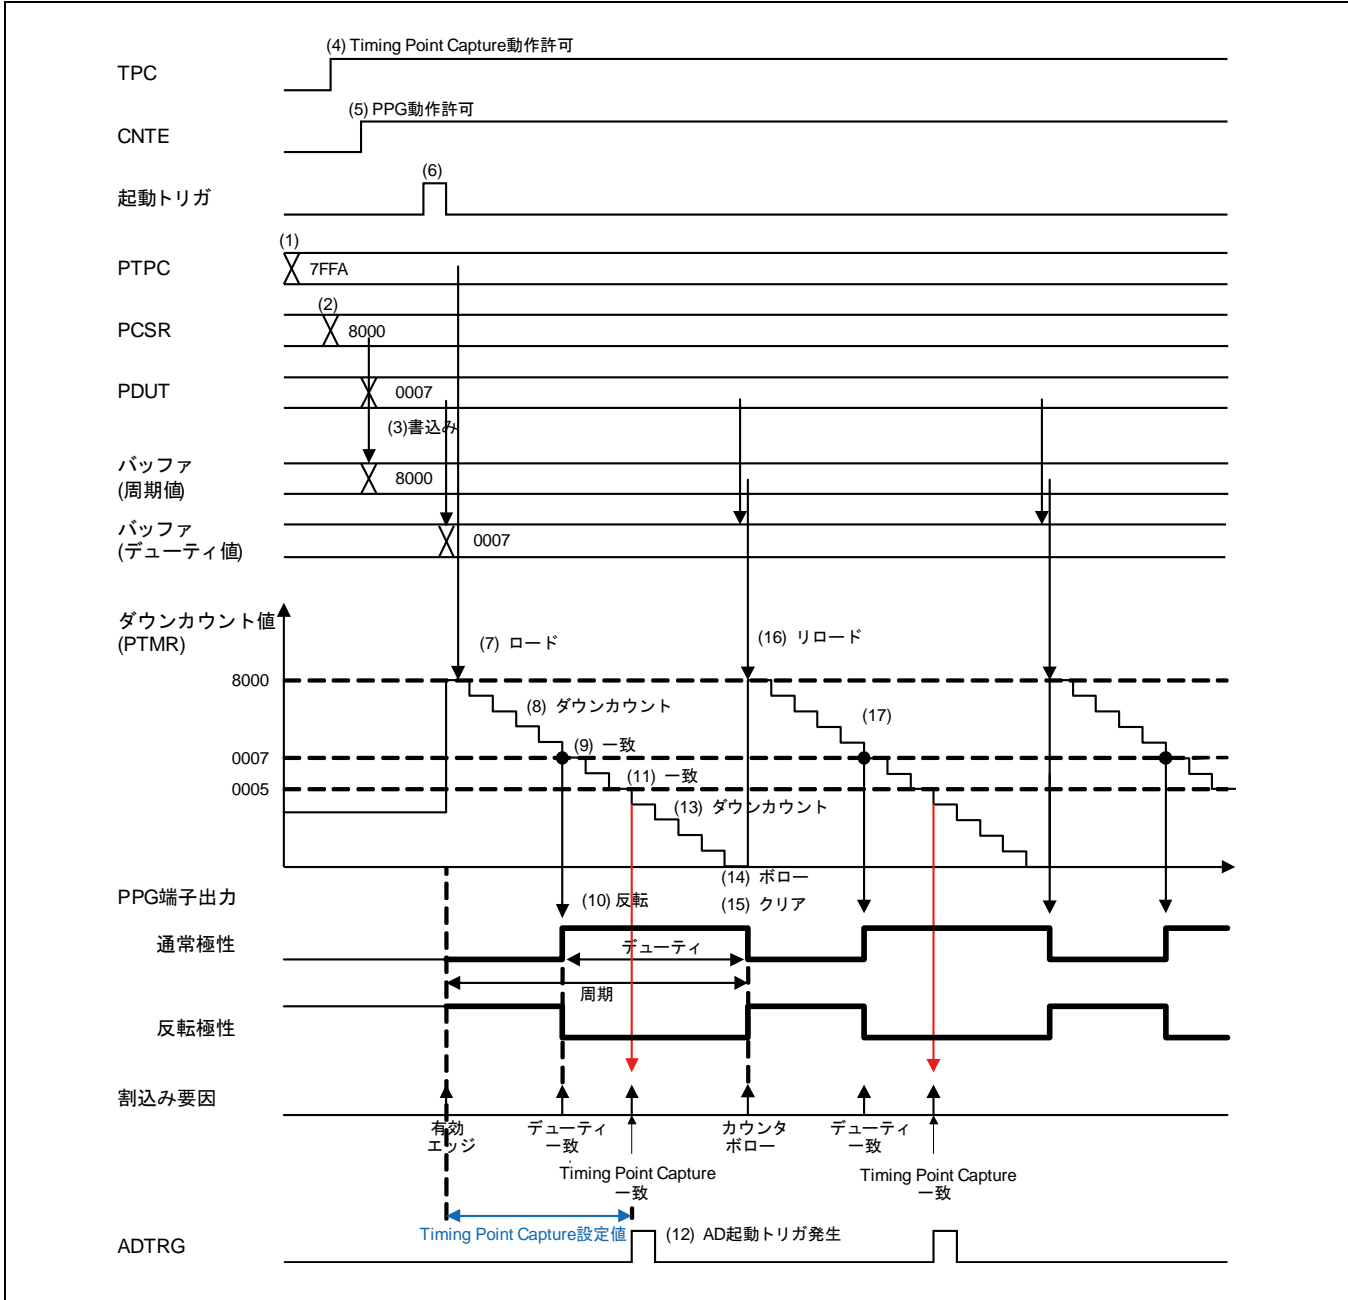 (4) Timing Point Capture動作許可
TPC
(5) PPG動作許可
CNTE
(6)
起動トリガ
(1)
PTPC
7FFA
(2)
PCSR
8000
PDUT
0007
(3)書込み
バッファ
(周期値)
8000
バッファ
(デューティ値)
0007
ダウンカウント値
(PTMR)
(7) ロード
(16) リロード
8000
(8) ダウンカウント
(17)
(9) 一致
0007
(11) 一致
0005
(13) ダウンカウント
(14) ボロー
PPG端子出力
(10) 反転
(15) クリア
通常極性
デューティ
周期
反転極性
割込み要因
有効
エッジ
デューティ
一致
カウンタ
ボロー
デューティ
一致
Timing Point Capture
一致
Timing Point Capture
一致
Timing Point Capture設定値
(12) AD起動トリガ発生
ADTRG